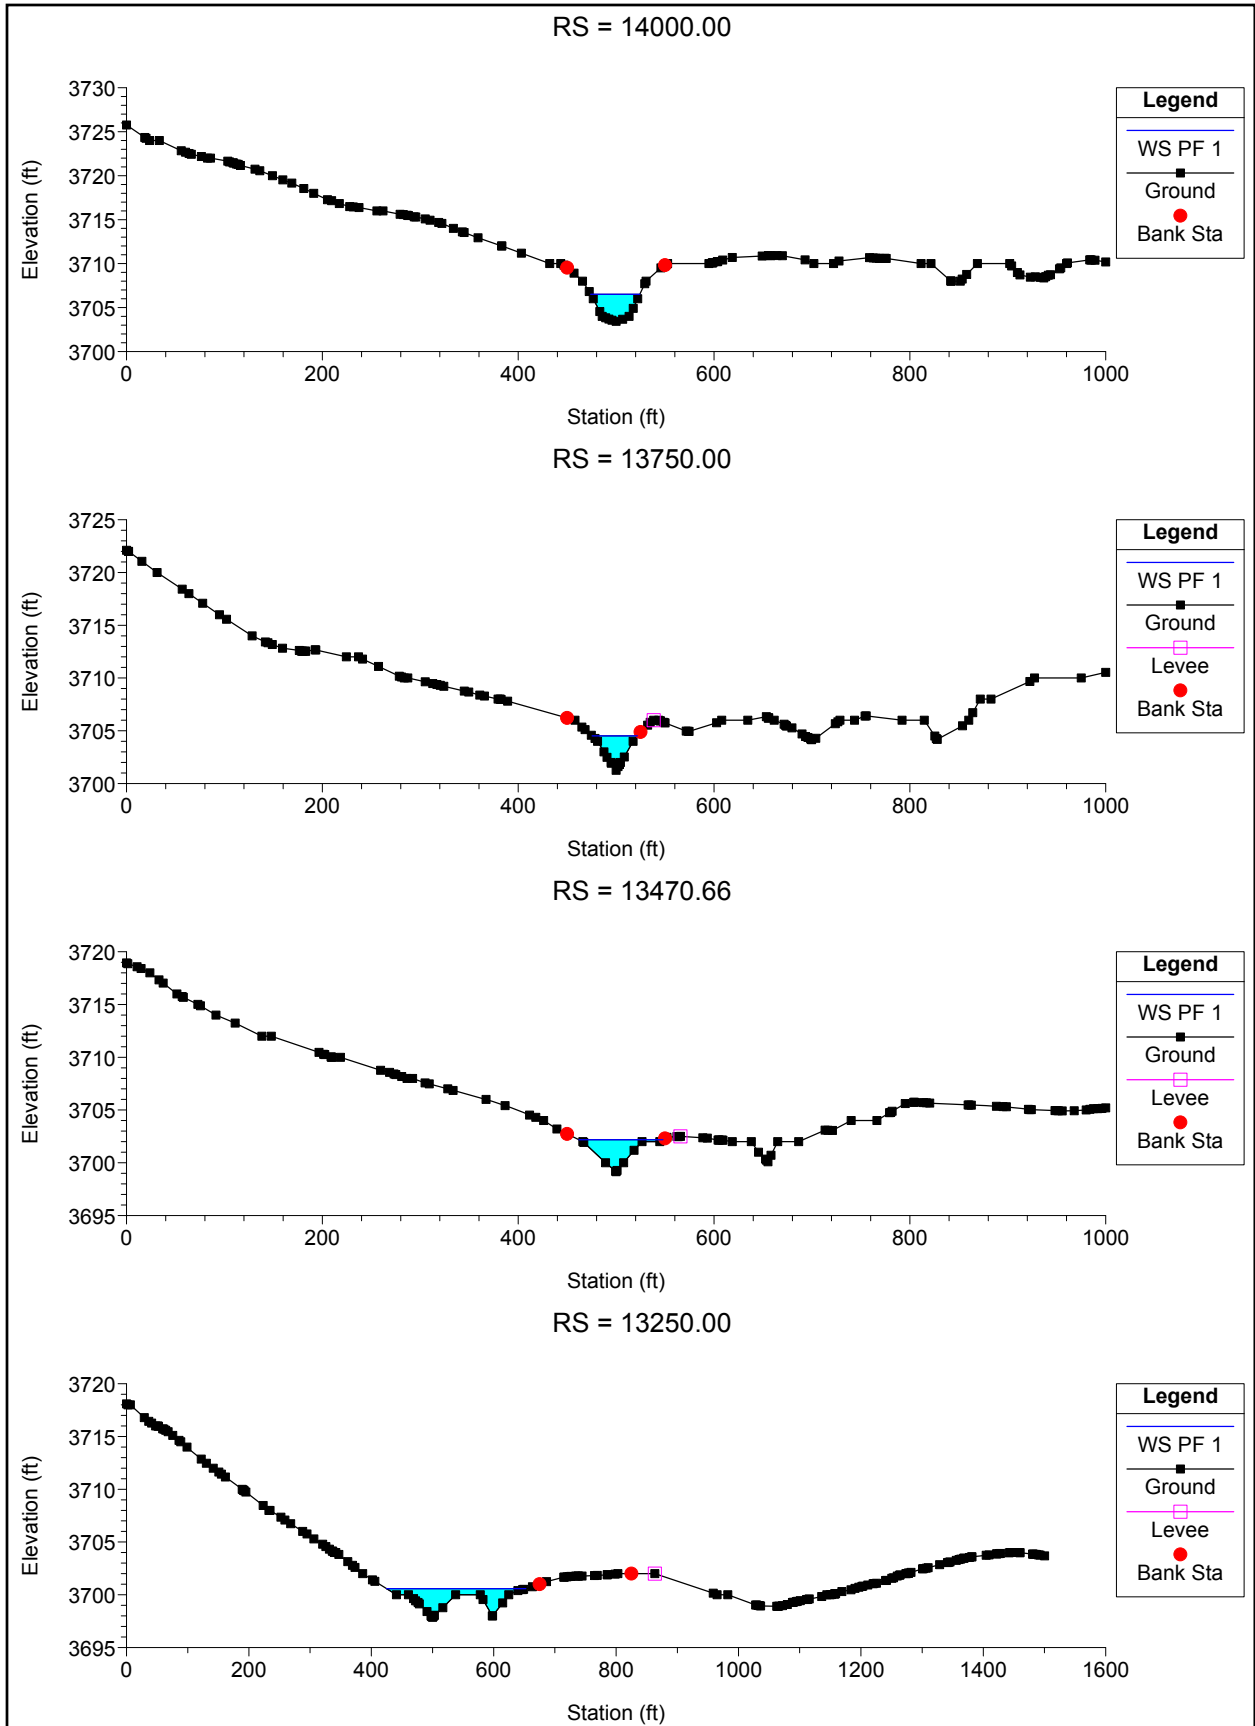 RS = 14000.00
3730
3725
3720
3715
3710
3705
3700
Elevation (ft)
0 200 400 600 800 1000
Station (ft)
Legend
WS PF 1
Ground
Bank Sta
RS = 13750.00
3725
3720
3715
3710
3705
3700
Elevation (ft)
0 200 400 600 800 1000
Station (ft)
Legend
WS PF 1
Ground
Levee
Bank Sta
RS = 13470.66
3720
3715
3710
3705
3700
3695
Elevation (ft)
0 200 400 600 800 1000
Station (ft)
Legend
WS PF 1
Ground
Levee
Bank Sta
RS = 13250.00
3720
3715
3710
3705
3700
3695
Elevation (ft)
0 200 400 600 800 1000 1200 1400 1600
Station (ft)
Legend
WS PF 1
Ground
Levee
Bank Sta